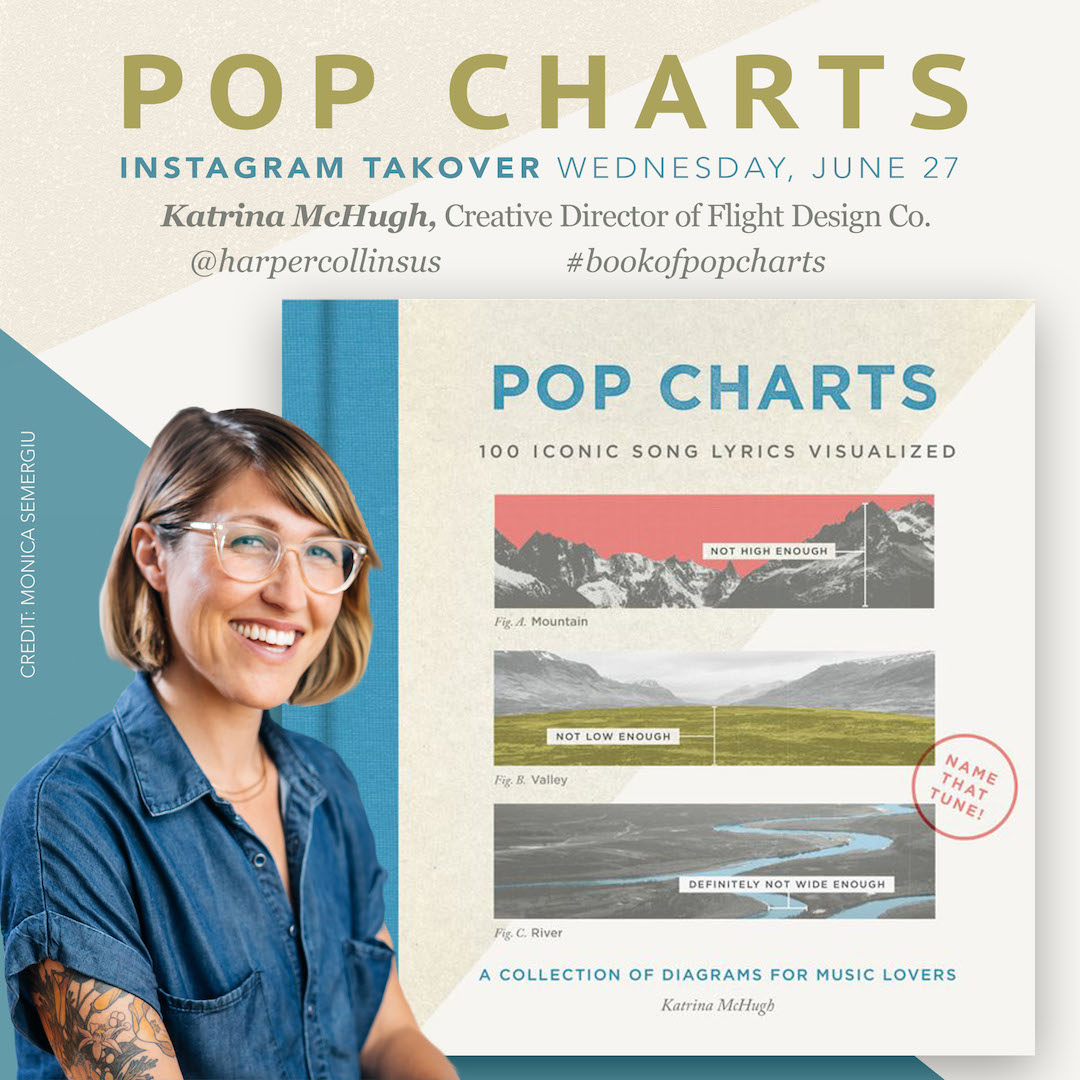 POP CHARTS
INSTAGRAM TAKOVER WEDNESDAY, JUNE 27
Katrina McHugh, Creative Director of Flight Design Co.
@harpercollinsus #bookofpopcharts
CREDIT: MONICA SEMERGIU
POP CHARTS
100 ICONIC SONG LYRICS VISUALIZED
NOT HIGH ENOUGH
Fig. A. Mountain
NOT LOW ENOUGH
Fig. B. Valley
NAME
THAT
TUNE!
DEFINITELY NOT WIDE ENOUGH
Fig. C. River
A COLLECTION OF DIAGRAMS FOR MUSIC LOVERS
Katrina McHugh